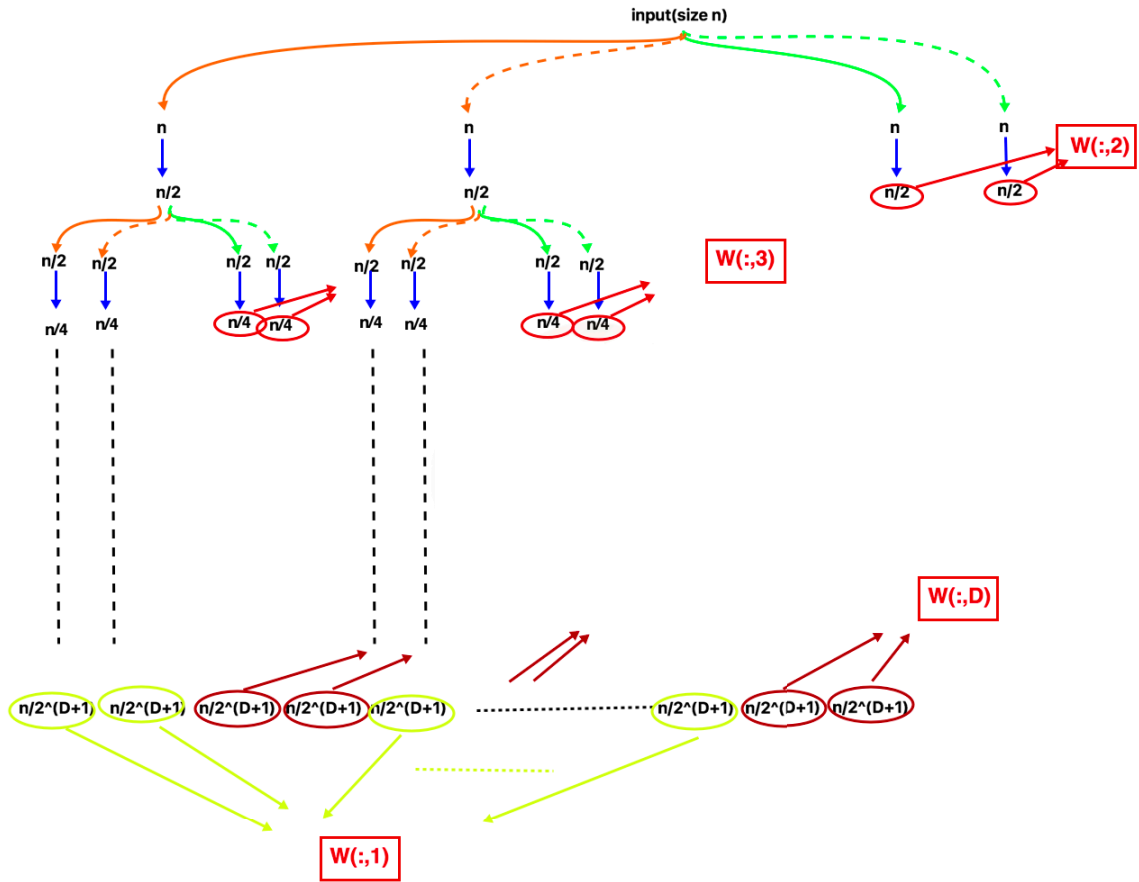 input(size n)
n n n n
W(:,2)
n/2 n/2 n/2 n/2
n/2 n/2 n/2 n/2 n/2 n/2 n/2 n/2
W(:,3)
n/4 n/4 n/4 n/4 n/4 n/4 n/4 n/4
W(:,D)
n/2^(D+1) n/2^(D+1) n/2^(D+1) n/2^(D+1) n/2^(D+1) n/2^(D+1) n/2^(D+1) n/2^(D+1)
W(:,1)